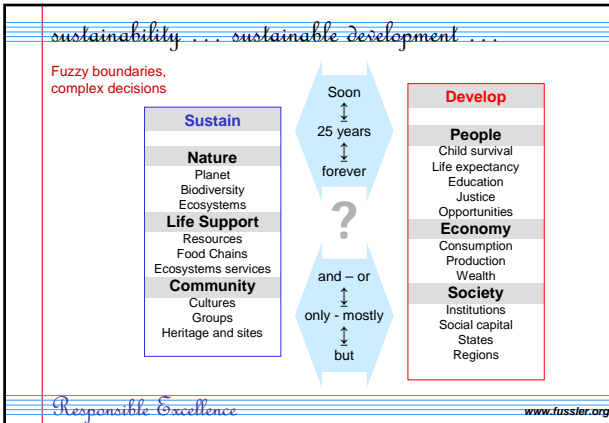 sustainability ... sustainable development ...
Fuzzy boundaries,
complex decisions
Sustain
Nature
Planet
Biodiversity
Ecosystems
Life Support
Resources
Food Chains
Ecosystems services
Community
Cultures
Groups
Heritage and sites
Soon
↕
25 years
↕
forever
?
and – or
↕
only - mostly
↕
but
Develop
People
Child survival
Life expectancy
Education
Justice
Opportunities
Economy
Consumption
Production
Wealth
Society
Institutions
Social capital
States
Regions
Responsible Excellence
www.fussler.org